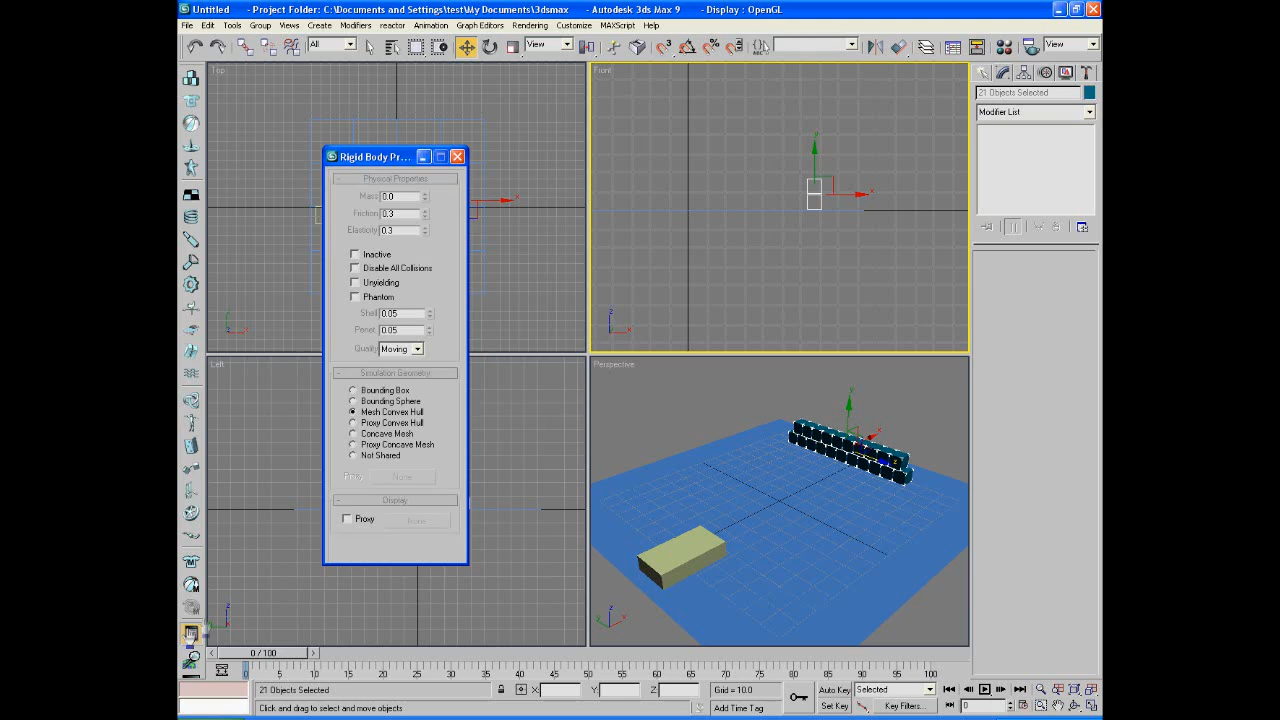 Untitled - Project Folder: C:\Documents and Settings\test\My Documents\3dsmax - Autodesk 3ds Max 9 - Display : OpenGL
File Edit Tools Group Views Create Modifiers reactor Animation Graph Editors Rendering Customize MAXScript Help
All View View
Top
Front
21 Objects Selected
Modifier List
Rigid Body Pr...
Physical Properties
Mass 0.0
Friction 0.3
Elasticity 0.3
Inactive
Disable All Collisions
Unyielding
Phantom
Shell 0.05
Penet. 0.05
Quality Moving
Simulation Geometry
Bounding Box
Bounding Sphere
Mesh Convex Hull
Proxy Convex Hull
Concave Mesh
Proxy Concave Mesh
Not Shared
Proxy None
Display
Proxy None
Left
Perspective
0 / 100
0 5 10 15 20 25 30 35 40 45 50 55 60 65 70 75 80 85 90 95 100
21 Objects Selected X: Y: Z: Grid = 10.0 Auto Key Selected
Click and drag to select and move objects Add Time Tag Set Key Key Filters... 0